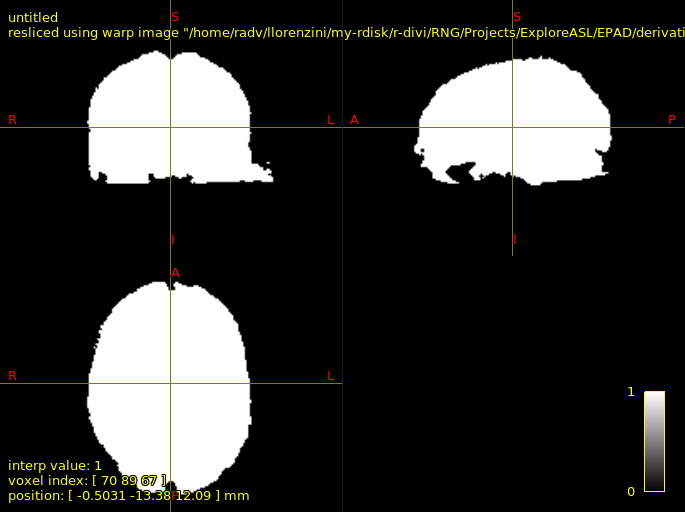 untitled
resliced using warp image "/home/radv/llorenzini/my-rdisk/r-divi/RNG/Projects/ExploreASL/EPAD/derivati
S
S
R
L
A
P
I
I
A
R
L
1
interp value: 1
voxel index: [ 70 89 67 ]
0
position: [ -0.5031 -13.38 12.09 ] mm